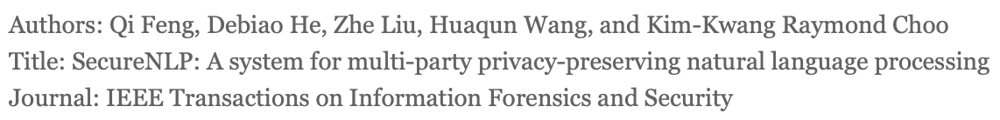 Authors: Qi Feng, Debiao He, Zhe Liu, Huaqun Wang, and Kim-Kwang Raymond Choo
Title: SecureNLP: A system for multi-party privacy-preserving natural language processing
Journal: IEEE Transactions on Information Forensics and Security